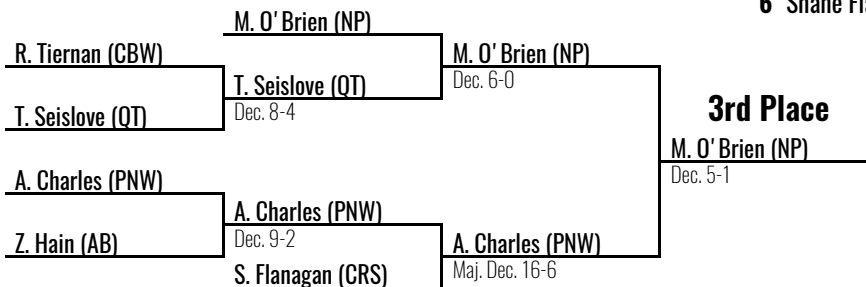 6 Shane
M. O'Brien (NP)
R. Tiernan (CBW)
M. O'Brien (NP)
T. Seislove (QT)
Dec. 6-0
Dec. 8-4
T. Seislove (QT)
3rd Place
M. O'Brien (NP)
Dec. 5-1
A. Charles (PNW)
A. Charles (PNW)
Dec. 9-2
Z. Hain (AB)
A. Charles (PNW)
Maj. Dec. 16-6
S. Flanagan (CRS)